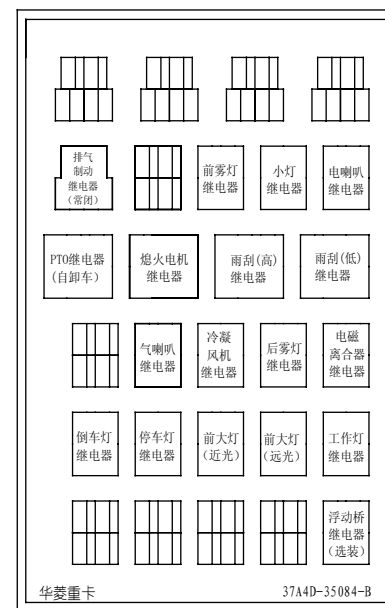 排气
制动
继电器
(常闭)
前雾灯
继电器
小灯
继电器
电喇叭
继电器
PTO继电器
(自卸车)
熄火电机
继电器
雨刮(高)
继电器
雨刮(低)
继电器
气喇叭
继电器
冷凝
风机
继电器
后雾灯
继电器
电磁
离合器
继电器
倒车灯
继电器
停车灯
继电器
前大灯
(近光)
前大灯
(远光)
工作灯
继电器
浮动桥
继电器
(选装)
华菱重卡
37A4D-35084-B